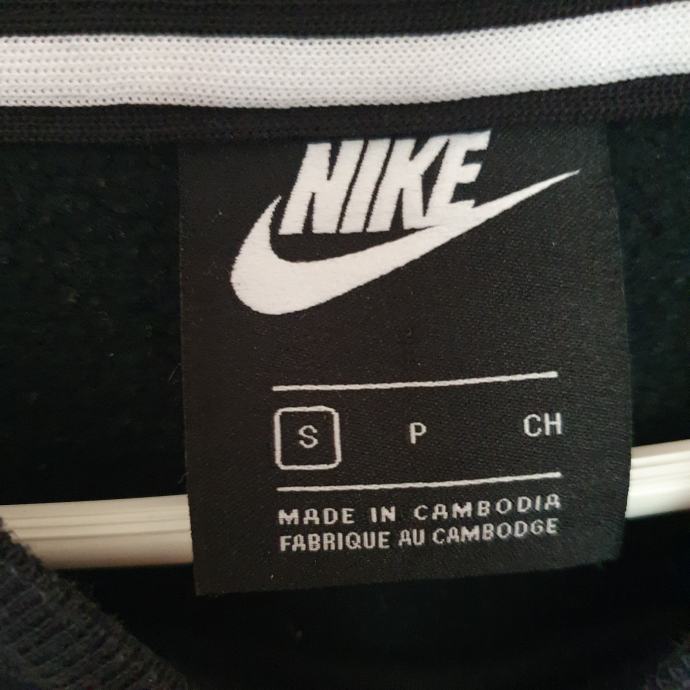 NIKE
S P CH
MADE IN CAMBODIA
FABRIQUE AU CAMBODGE